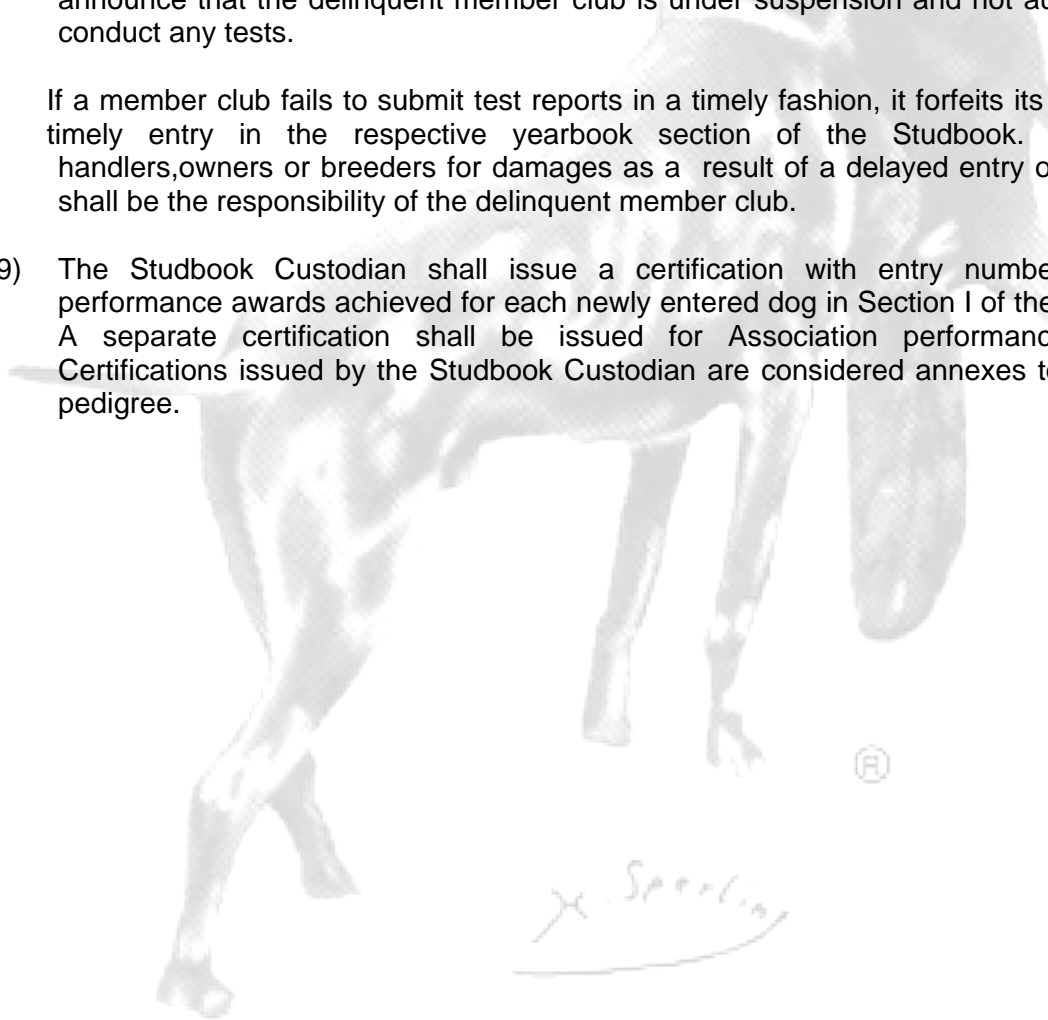 announce that the delinquent member club is under suspension and not
conduct any tests.
If a member club fails to submit test reports in a timely fashion, it forfeits its
timely entry in the respective yearbook section of the Studbook.
handlers,owners or breeders for damages as a result of a delayed entry
shall be the responsibility of the delinquent member club.
9) The Studbook Custodian shall issue a certification with entry
performance awards achieved for each newly entered dog in Section I of the
A separate certification shall be issued for Association
Certifications issued by the Studbook Custodian are considered annexes
pedigree.
®
H. Sperling